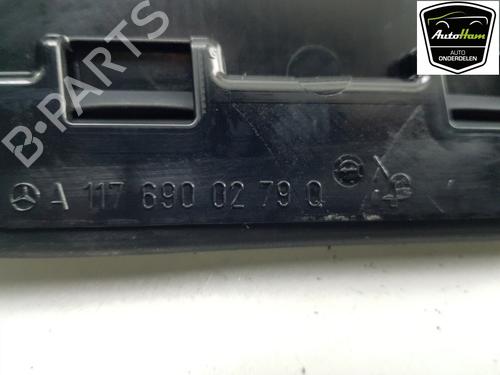 AutoHam
AUTO
ONDERDELEN
B-PARTS
A 117 690 02 79 Q